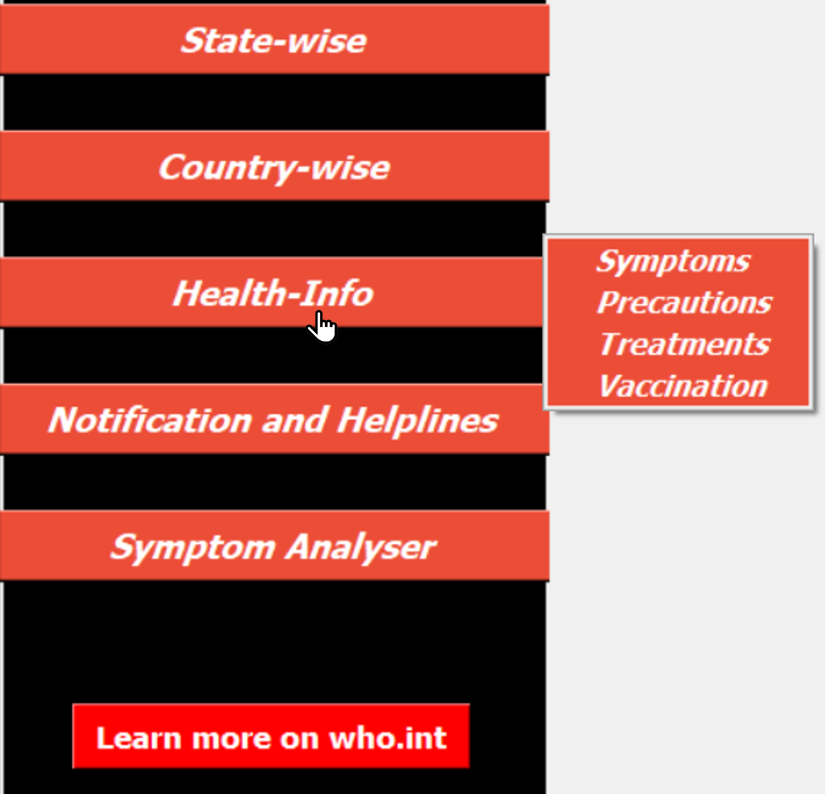 State-wise
Country-wise
Health-Info
Symptoms
Precautions
Treatments
Vaccination
Notification and Helplines
Symptom Analyser
Learn more on who.int